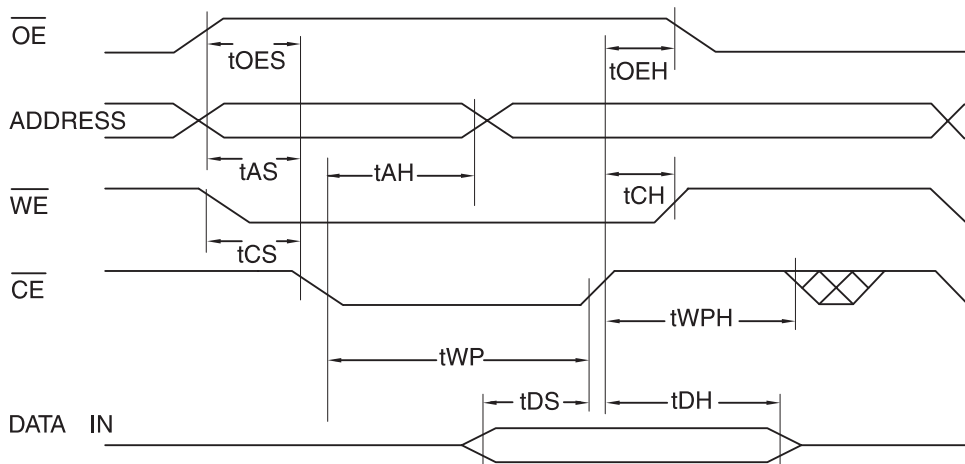 OE
tOES
tOEH
ADDRESS
tAS
tAH
WE
tCH
tCS
CE
tWPH
tWP
tDS
tDH
DATA IN